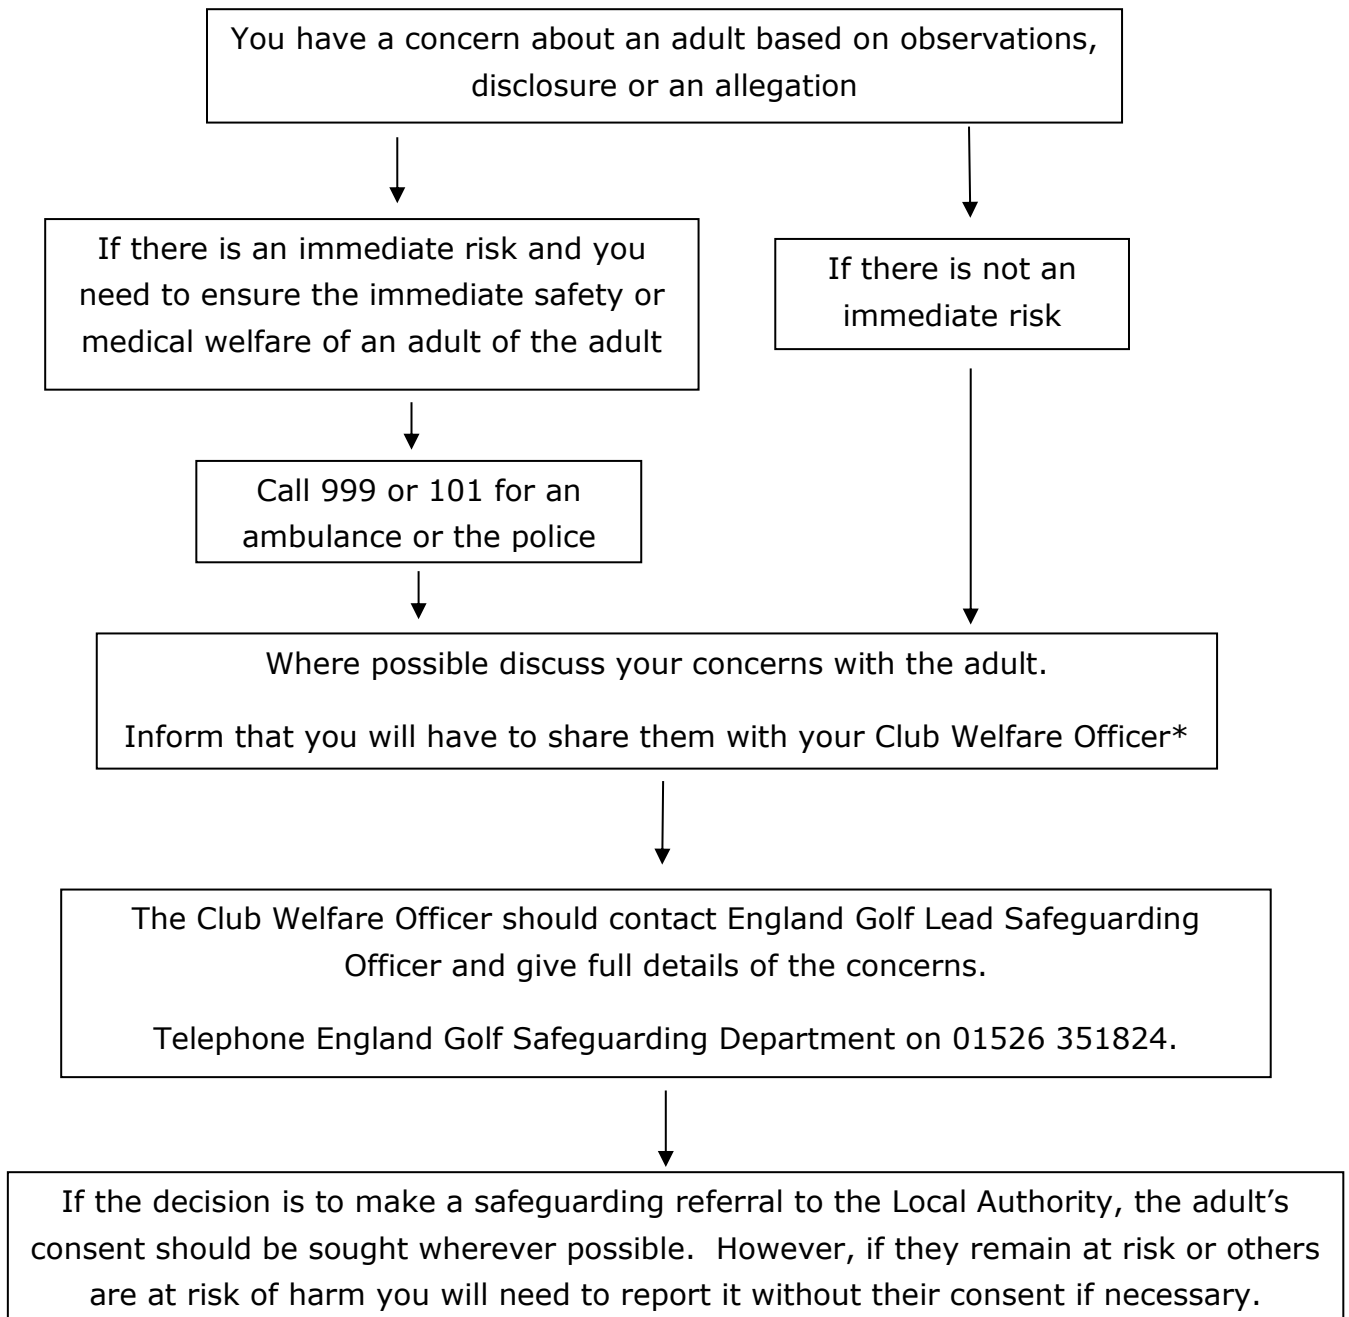 You have a concern about an adult based on observations,
disclosure or an allegation
If there is an immediate risk and you
need to ensure the immediate safety or
medical welfare of an adult of the adult
If there is not an
immediate risk
Call 999 or 101 for an
ambulance or the police
Where possible discuss your concerns with the adult.
Inform that you will have to share them with your Club Welfare Officer*
The Club Welfare Officer should contact England Golf Lead Safeguarding
Officer and give full details of the concerns.
Telephone England Golf Safeguarding Department on 01526 351824.
If the decision is to make a safeguarding referral to the Local Authority, the adult’s
consent should be sought wherever possible.  However, if they remain at risk or others
are at risk of harm you will need to report it without their consent if necessary.